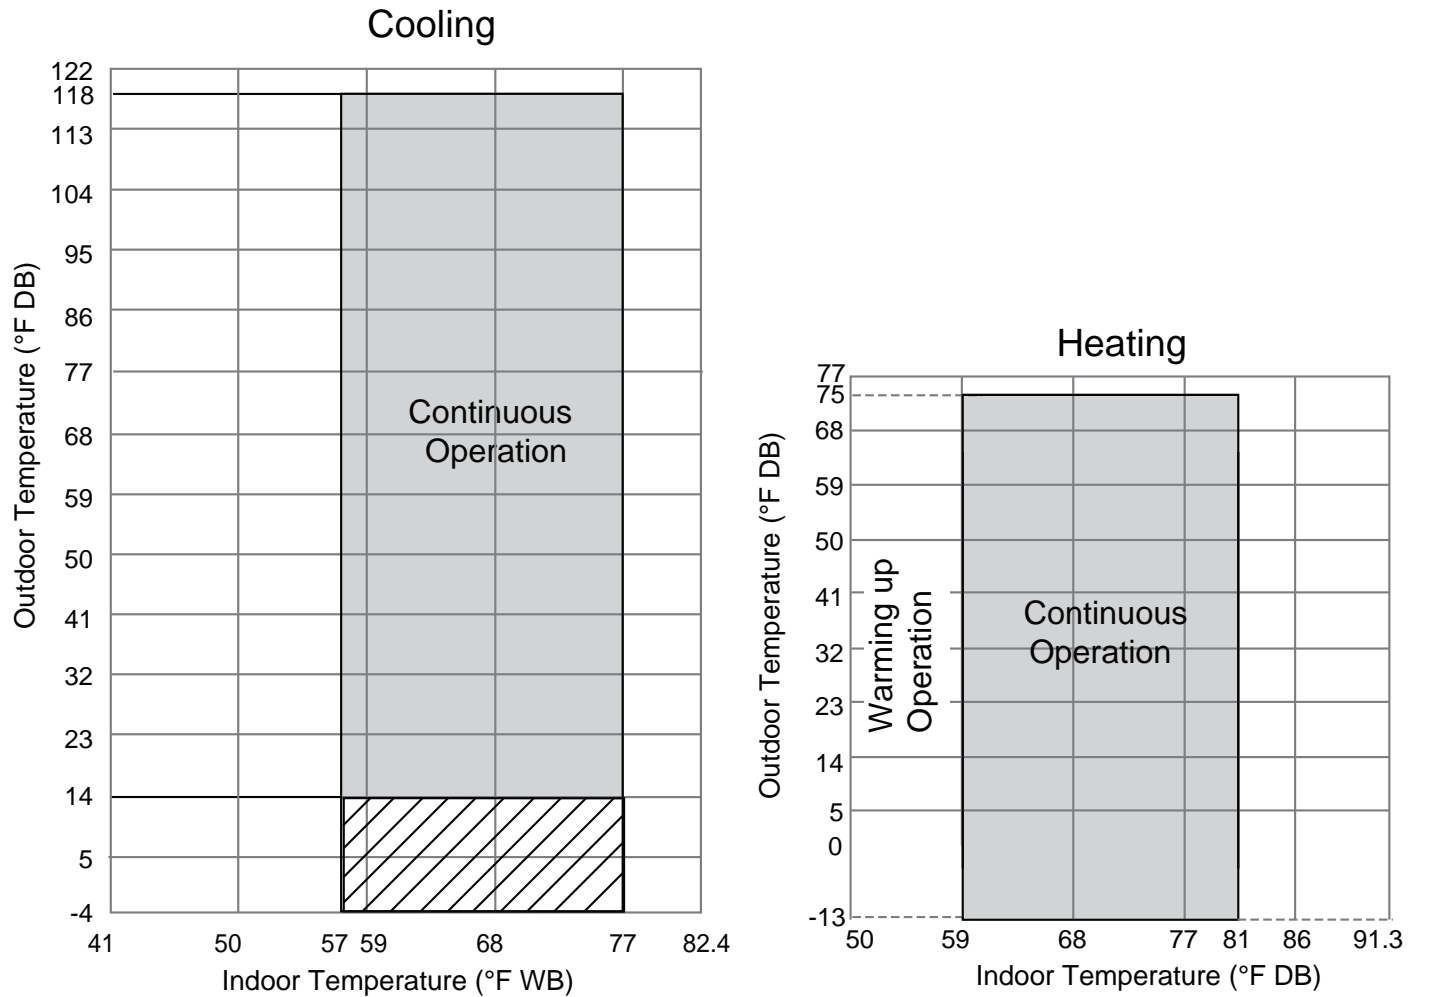 Cooling
122
118
113
104
95
86
77
68
59
50
41
32
23
14
5
-4
Outdoor Temperature (°F DB)
Continuous
Operation
41 50 57 59 68 77 82.4
Indoor Temperature (°F WB)
Heating
77
75
68
59
50
41
32
23
14
5
0
-13
Outdoor Temperature (°F DB)
Warming up
Operation
Continuous
Operation
50 59 68 77 81 86 91.3
Indoor Temperature (°F DB)